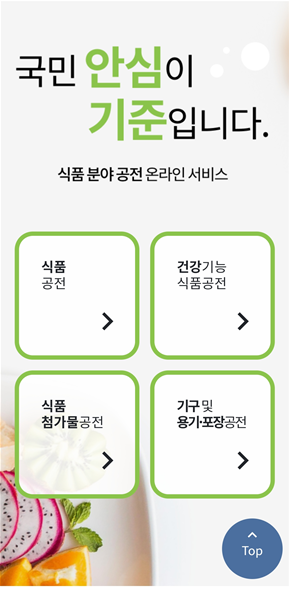 국민 안심이
기준입니다.
식품 분야 공전 온라인 서비스
식품
공전
건강기능
식품공전
식품
첨가물공전
기구 및
용기·포장공전
Top